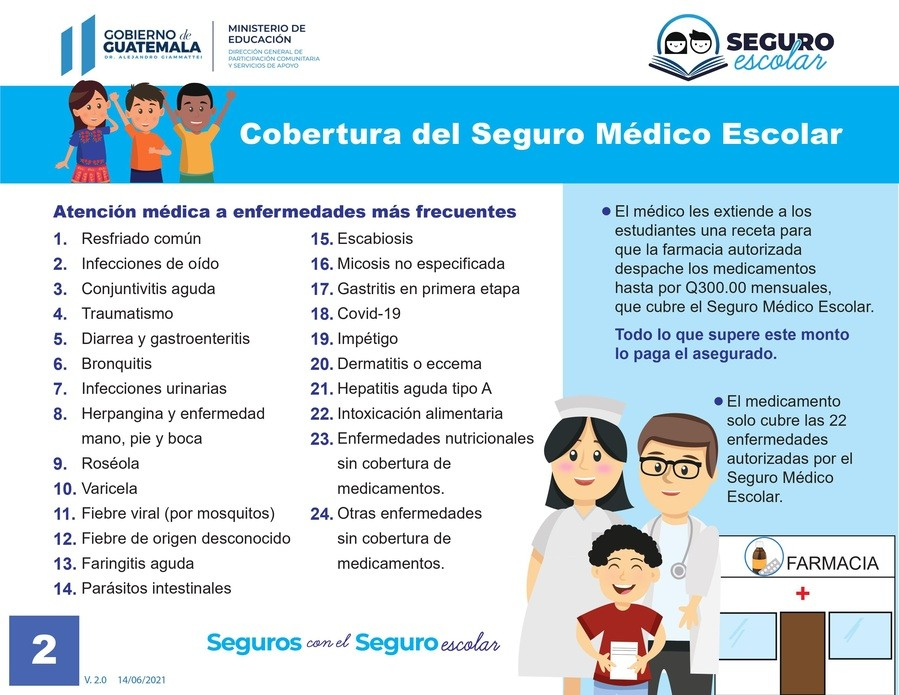 GOBIERNO de
GUATEMALA
DR. ALEJANDRO GIAMMATTEI
MINISTERIO DE
EDUCACIÓN
DIRECCIÓN GENERAL DE
PARTICIPACIÓN COMUNITARIA
Y SERVICIOS DE APOYO
SEGURO
escolar
Cobertura del Seguro Médico Escolar
Atención médica a enfermedades más frecuentes
1. Resfriado común
2. Infecciones de oído
3. Conjuntivitis aguda
4. Traumatismo
5. Diarrea y gastroenteritis
6. Bronquitis
7. Infecciones urinarias
8. Herpangina y enfermedad
mano, pie y boca
9. Roséola
10. Varicela
11. Fiebre viral (por mosquitos)
12. Fiebre de origen desconocido
13. Faringitis aguda
14. Parásitos intestinales
15. Escabiosis
16. Micosis no especificada
17. Gastritis en primera etapa
18. Covid-19
19. Impétigo
20. Dermatitis o eccema
21. Hepatitis aguda tipo A
22. Intoxicación alimentaria
23. Enfermedades nutricionales
sin cobertura de
medicamentos.
24. Otras enfermedades
sin cobertura de
medicamentos.
• El médico les extiende a los
estudiantes una receta para
que la farmacia autorizada
despache los medicamentos
hasta por Q300.00 mensuales,
que cubre el Seguro Médico Escolar.
Todo lo que supere este monto
lo paga el asegurado.
• El medicamento
solo cubre las 22
enfermedades
autorizadas por el
Seguro Médico
Escolar.
FARMACIA
2
Seguros con el Seguro escolar
V. 2.0 14/06/2021